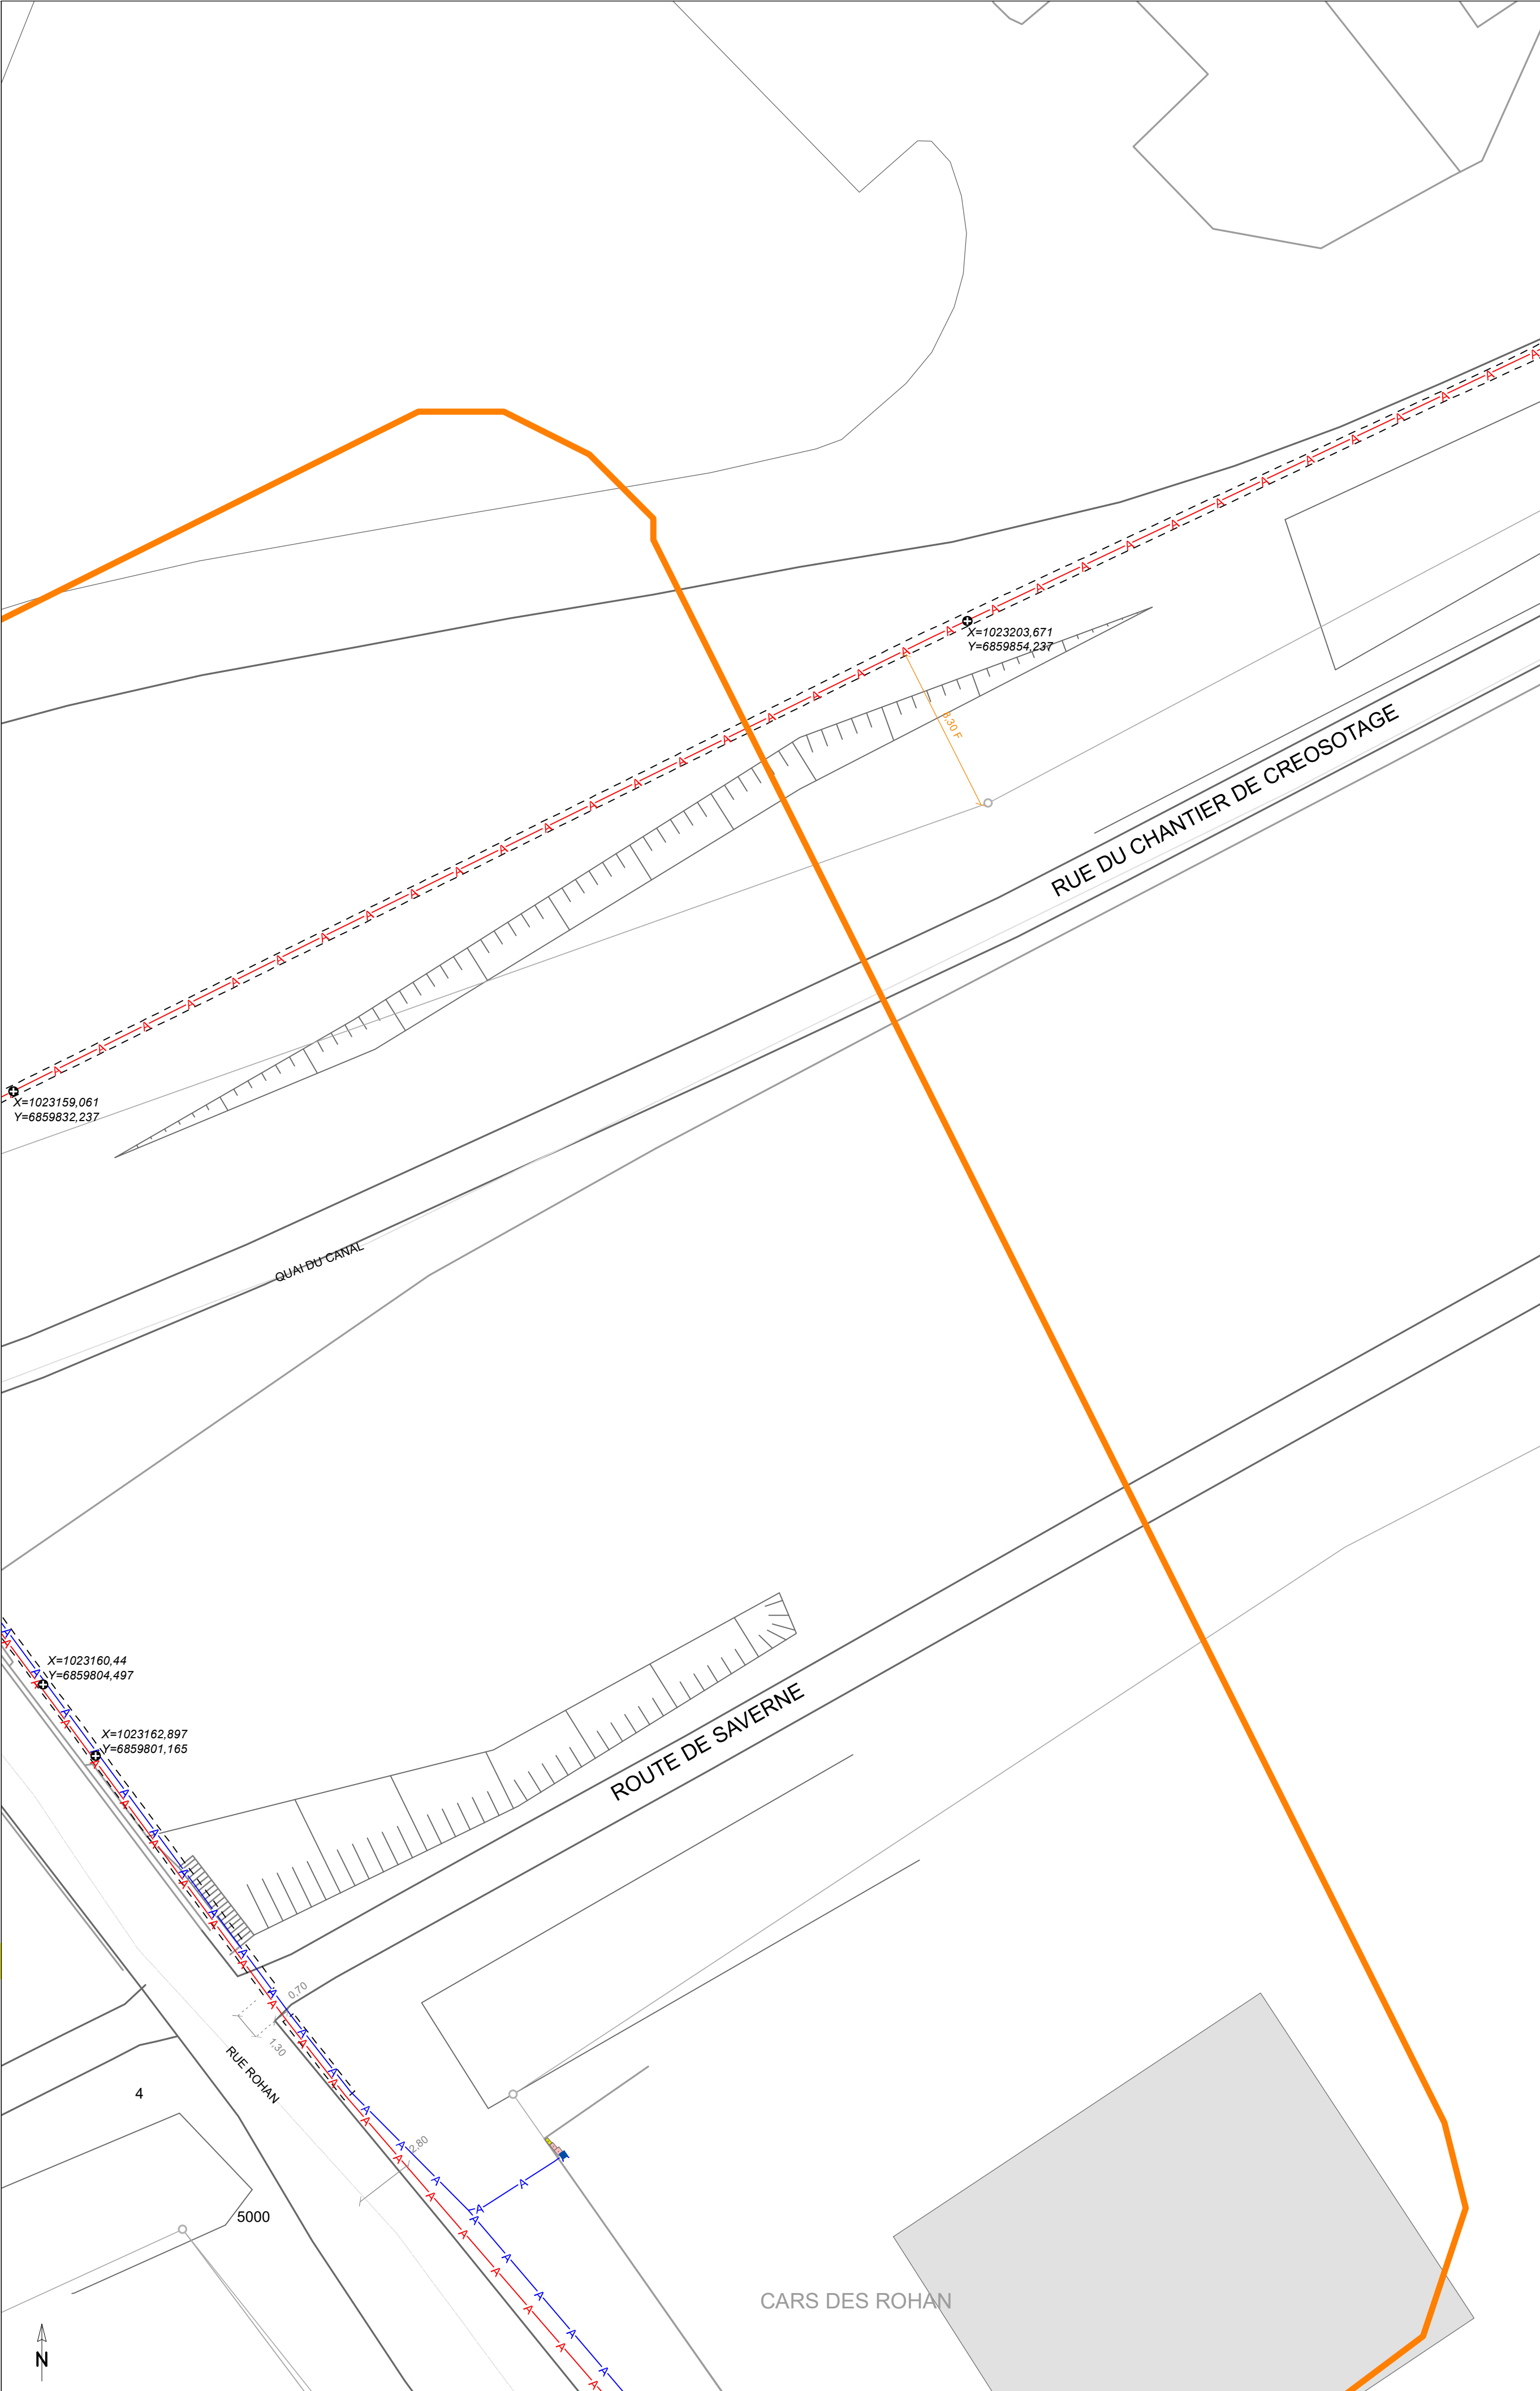 X=1023203,671
Y=6859854,237
RUE DU CHANTIER DE CREOSOTAGE
X=1023159,061
Y=6859832,237
QUAI DU CANAL
X=1023160,44
Y=6859804,497
X=1023162,897
Y=6859801,165
ROUTE DE SAVERNE
0,70
1,30
RUE ROHAN
4
2,80
5000
CARS DES ROHAN
N